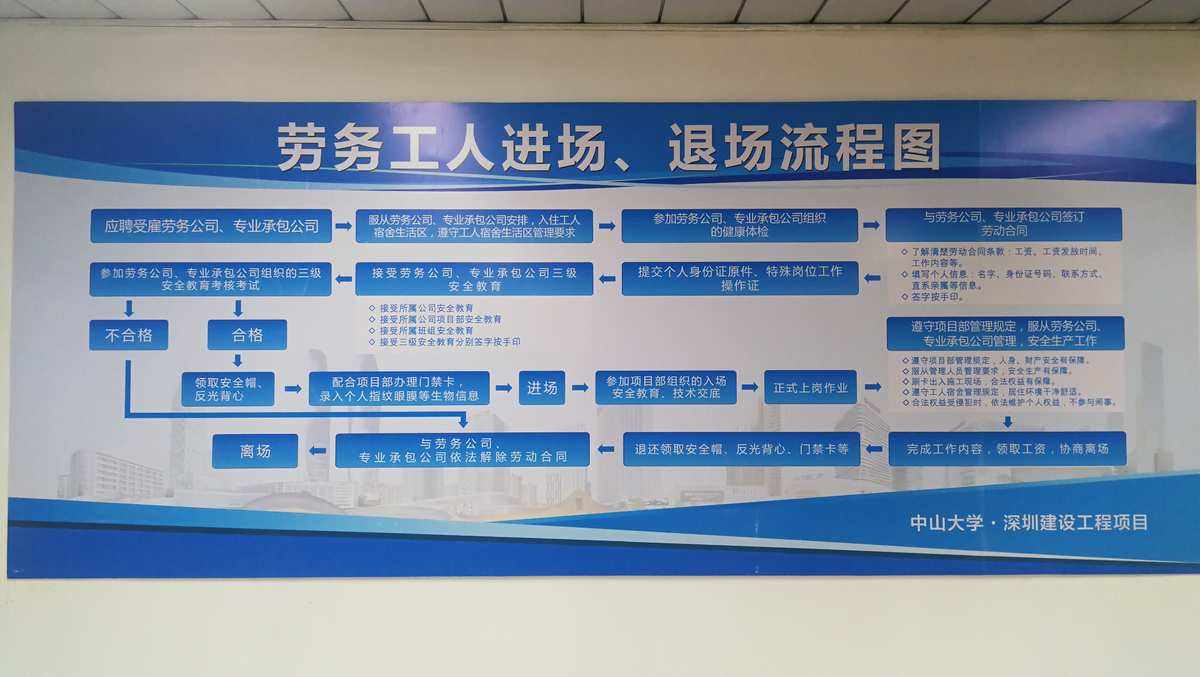 劳务工人进场、退场流程图
应聘受雇劳务公司、专业承包公司
服从劳务公司、专业承包公司安排，入住工人
宿舍生活区，遵守工人宿舍生活区管理要求
参加劳务公司、专业承包公司组织
的健康体检
与劳务公司、专业承包公司签订
劳动合同
◇ 了解清楚劳动合同条款：工资、工资发放时间、
工作内容等。
◇ 填写个人信息：名字、身份证号码、联系方式、
直系亲属等信息。
◇ 签字按手印。
提交个人身份证原件、特殊岗位工作
操作证
接受劳务公司、专业承包公司三级
安全教育
◇ 接受所属公司安全教育
◇ 接受所属公司项目部安全教育
◇ 接受所属班组安全教育
◇ 接受三级安全教育分别签字按手印
参加劳务公司、专业承包公司组织的三级
安全教育考核考试
不合格
合格
领取安全帽、
反光背心
配合项目部办理门禁卡，
录入个人指纹眼膜等生物信息
进场
参加项目部组织的入场
安全教育、技术交底
正式上岗作业
遵守项目部管理规定，服从劳务公司、
专业承包公司管理，安全生产工作
◇ 遵守项目部管理规定，人身、财产安全有保障。
◇ 服从管理人员管理要求，安全生产有保障。
◇ 刷卡出入施工现场，合法权益有保障。
◇ 遵守工人宿舍管理规定，居住环境干净舒适。
◇ 合法权益受侵犯时，依法维护个人权益，不参与闹事。
完成工作内容，领取工资，协商离场
退还领取安全帽、反光背心、门禁卡等
与劳务公司、
专业承包公司依法解除劳动合同
离场
中山大学·深圳建设工程项目